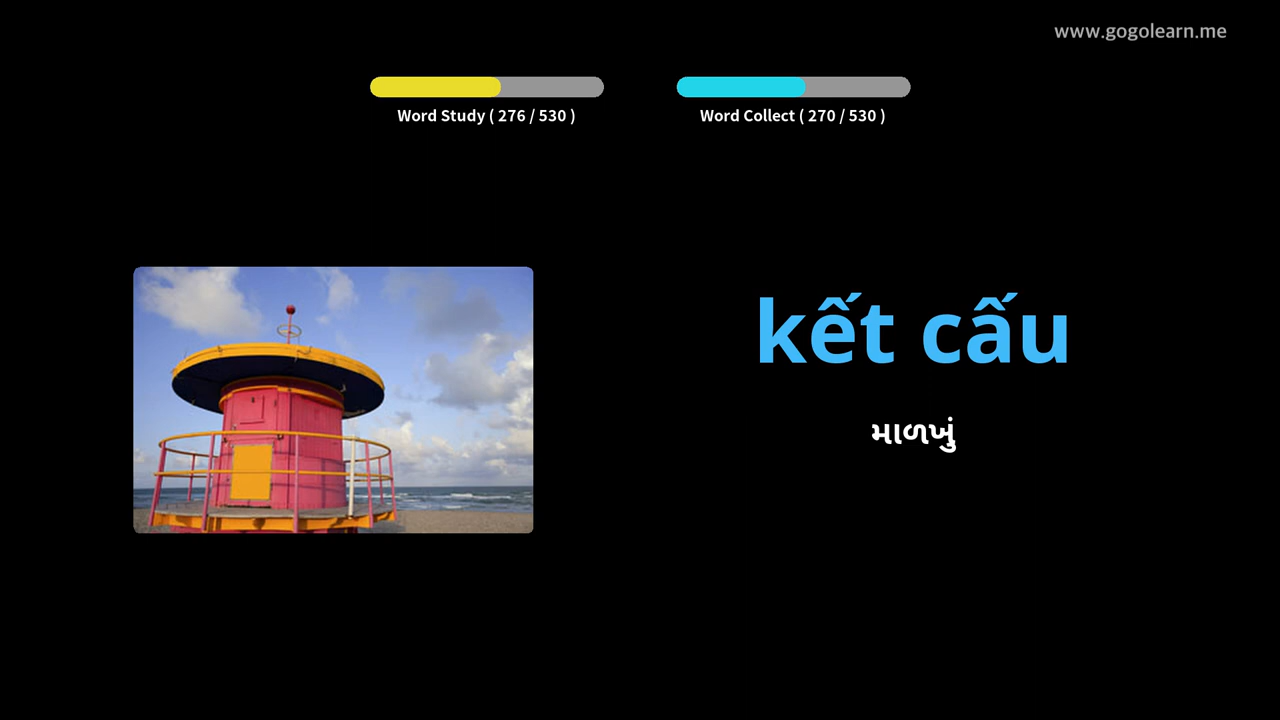 www.gogolearn.me
Word Study ( 276 / 530 )
Word Collect ( 270 / 530 )
kết cấu
માળખું